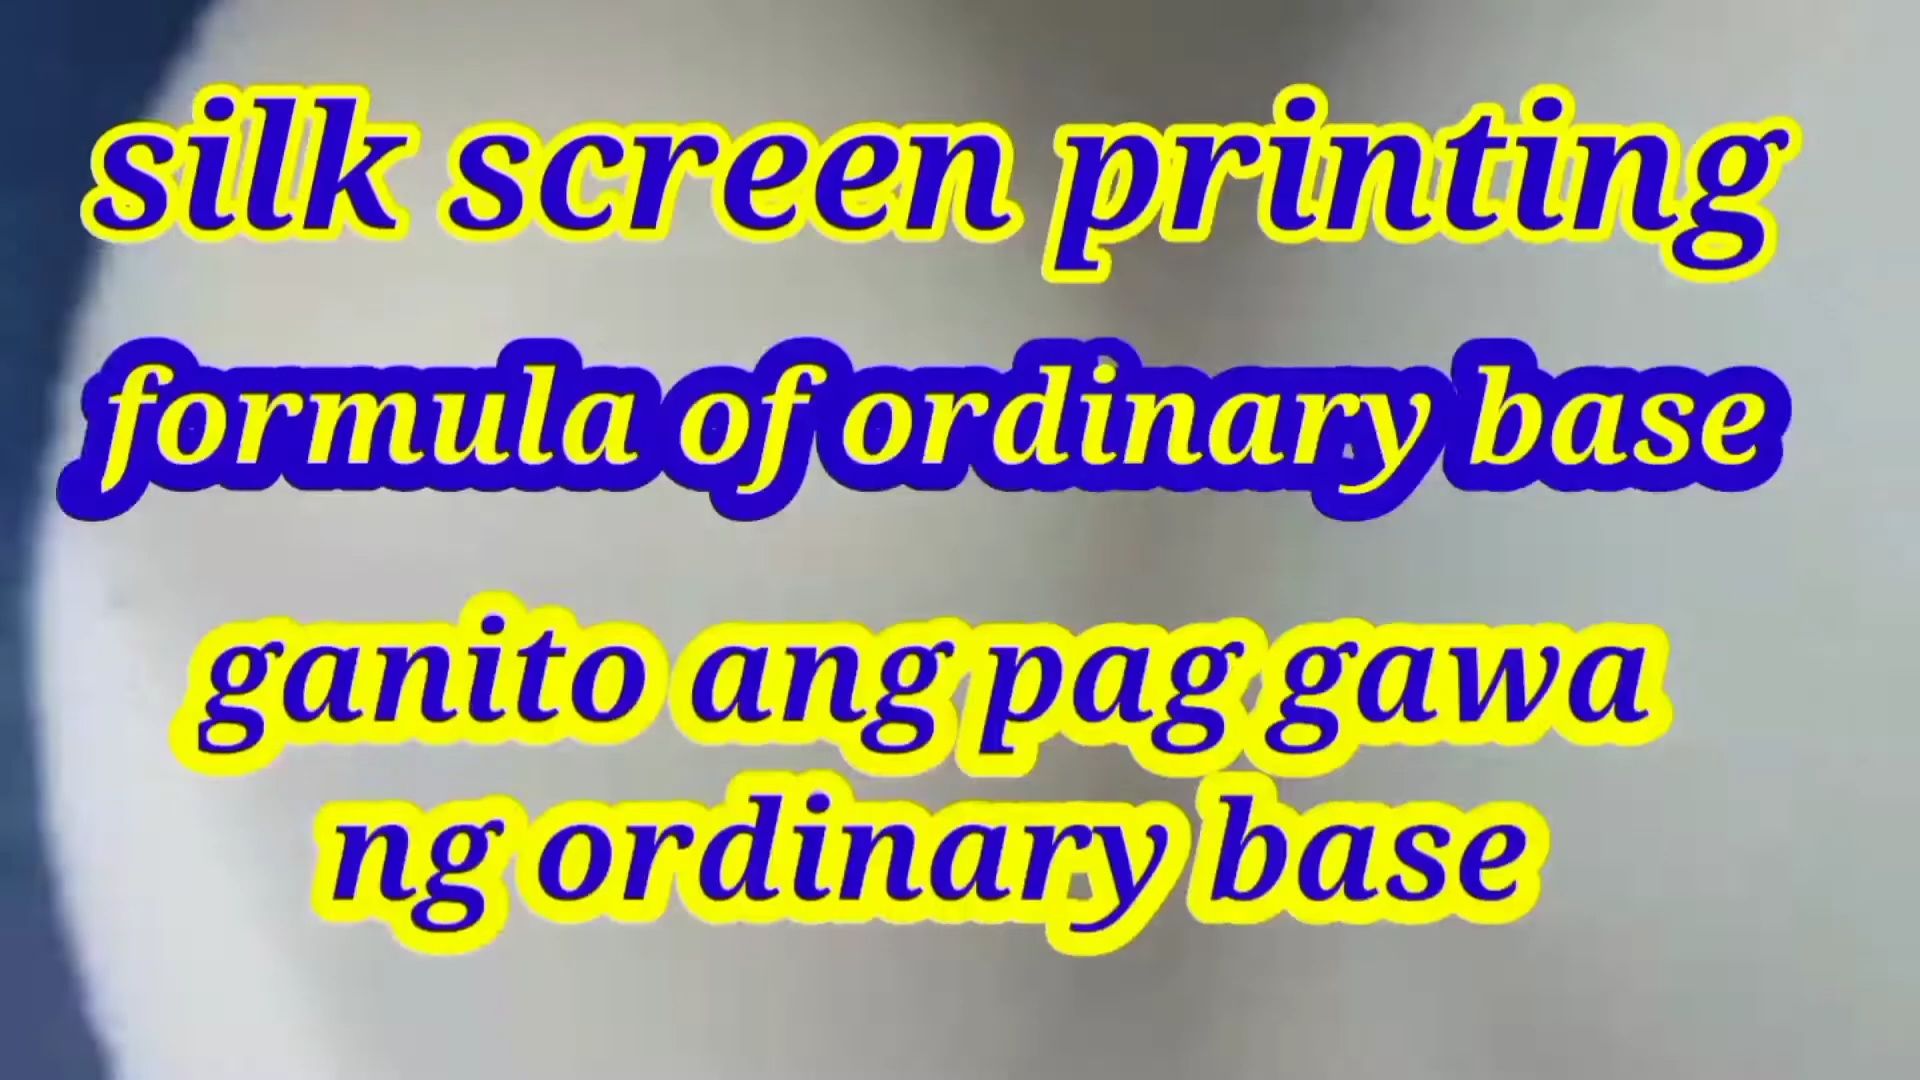 silk screen printing
formula of ordinary base
ganito ang pag gawa
ng ordinary base